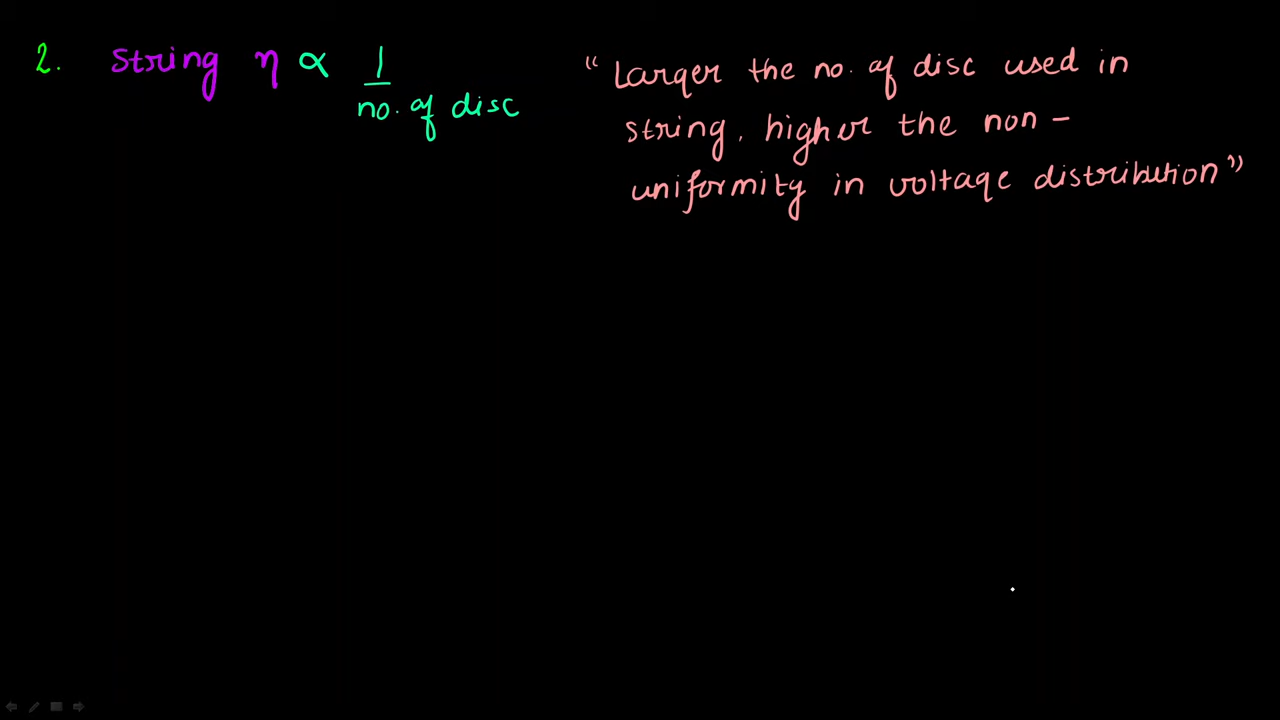 2. String η ∝ 1
no. of disc
“Larger the no. of disc used in
string, higher the non-
uniformity in voltage distribution”